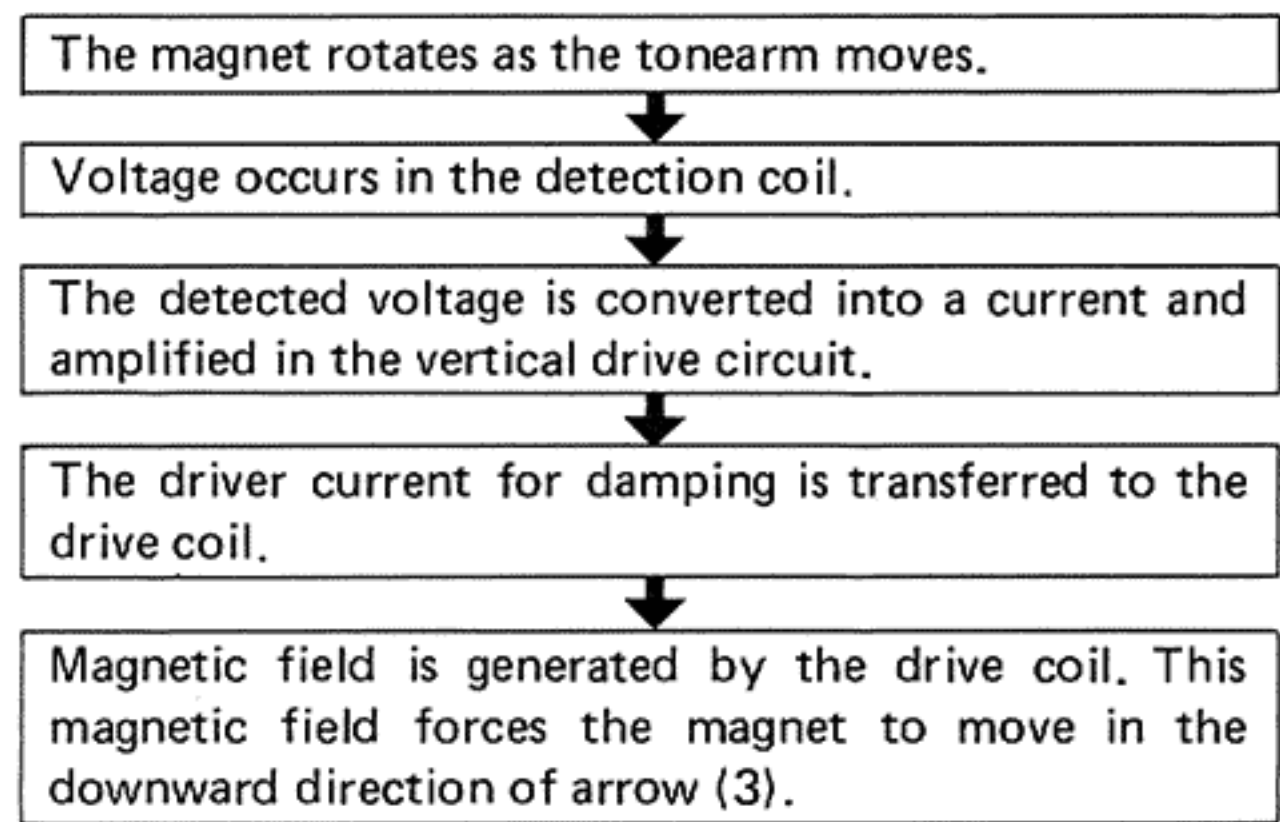 The magnet rotates as the tonearm moves.
Voltage occurs in the detection coil.
The detected voltage is converted into a current and
amplified in the vertical drive circuit.
The driver current for damping is transferred to the
drive coil.
Magnetic field is generated by the drive coil. This
magnetic field forces the magnet to move in the
downward direction of arrow (3).